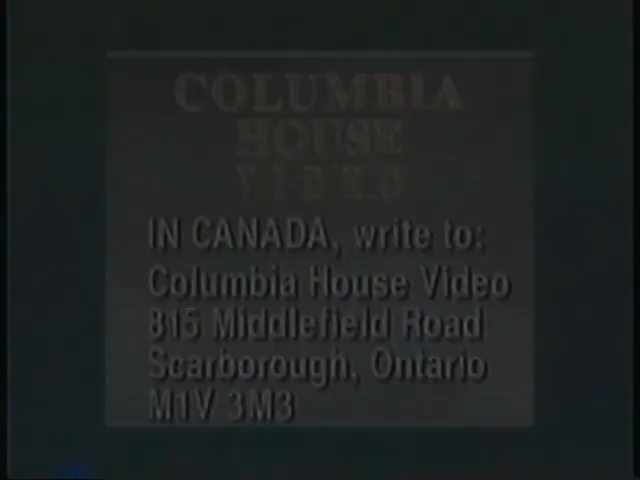 COLUMBIA
HOUSE
VIDEO
IN CANADA, write to:
Columbia House Video
815 Middlefield Road
Scarborough, Ontario
M1V 3M3